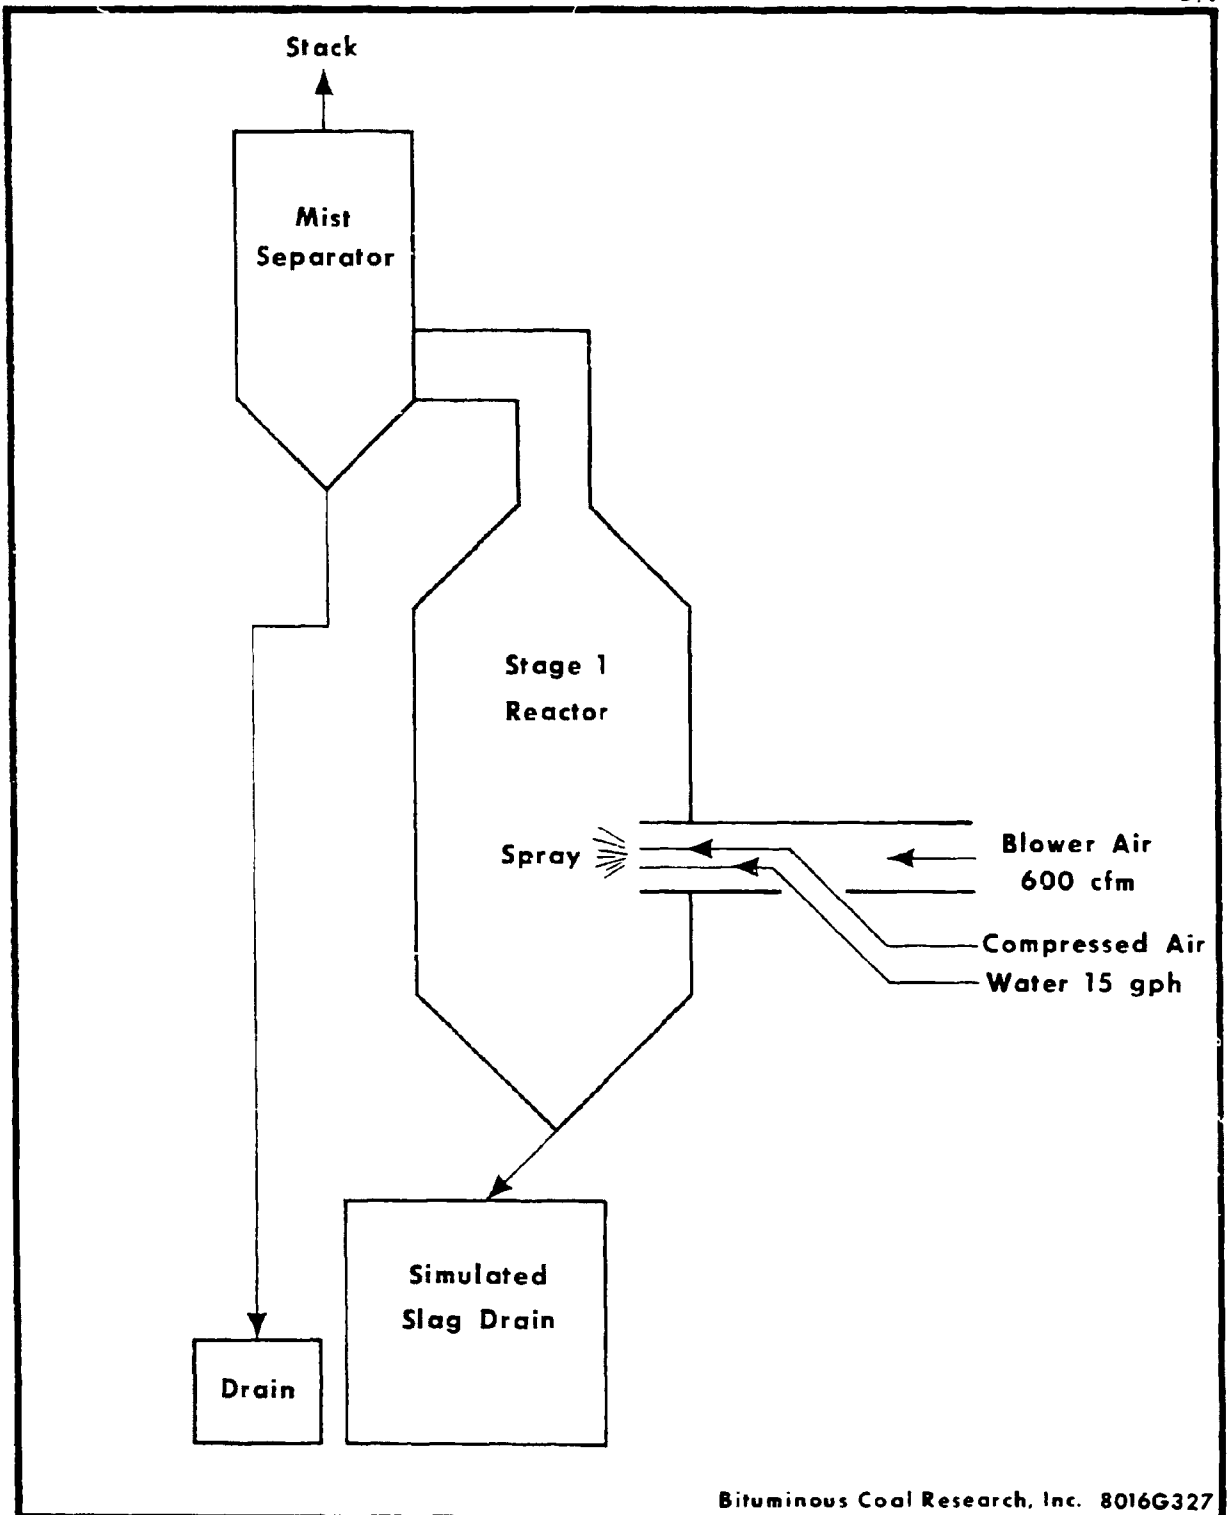 Stack
Mist
Separator
Stage 1
Reactor
Spray
Blower Air
600 cfm
Compressed Air
Water 15 gph
Simulated
Slag Drain
Drain
Bituminous Coal Research, Inc. 8016G327